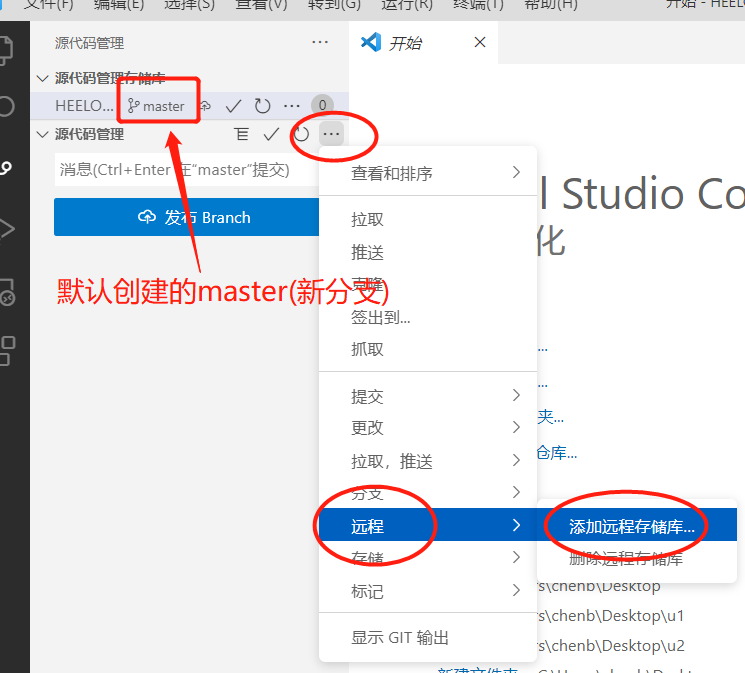 文件(F) 编辑(E) 选择(S) 查看(V) 转到(G) 运行(R) 终端(T) 帮助(H) 开始 - HEELO
源代码管理 ...
开始
源代码管理存储库
HEELO... master ... 0
源代码管理 ...
消息(Ctrl+Enter 在"master"提交)
发布 Branch
默认创建的master(新分支)
查看和排序
拉取
推送
克隆
签出到...
抓取
提交
更改
拉取，推送
分支
远程
存储
标记
显示 GIT 输出
添加远程存储库...
删除远程存储库
l Studio Co
化
...
...
夹...
仓库...
rs\chenb\Desktop
rs\chenb\Desktop\u1
rs\chenb\Desktop\u2